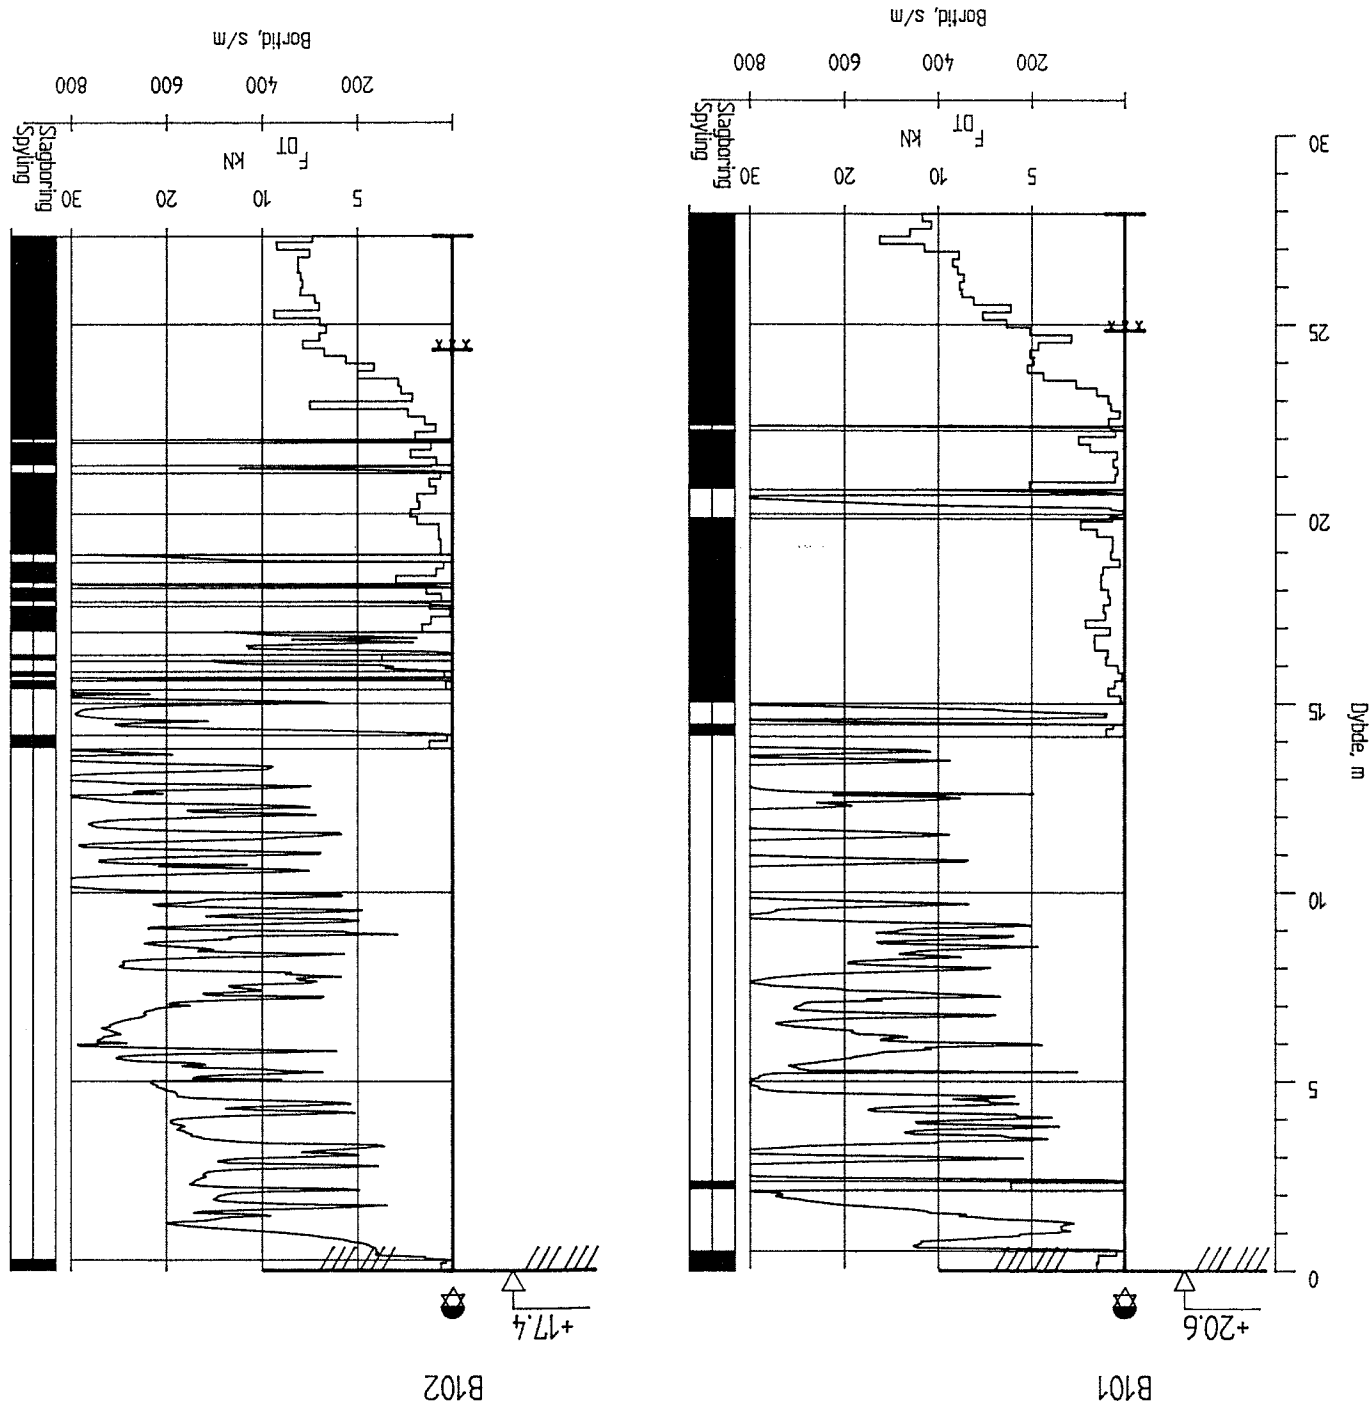 B101
B102
+20.6
+17.4
0
5
10
15
20
25
30
Dybde, m
5 10 20 30
F DT kN
Spyling
Slagboring
200 400 600 800
Bortid, s/m
5 10 20 30
F DT kN
Spyling
Slagboring
200 400 600 800
Bortid, s/m